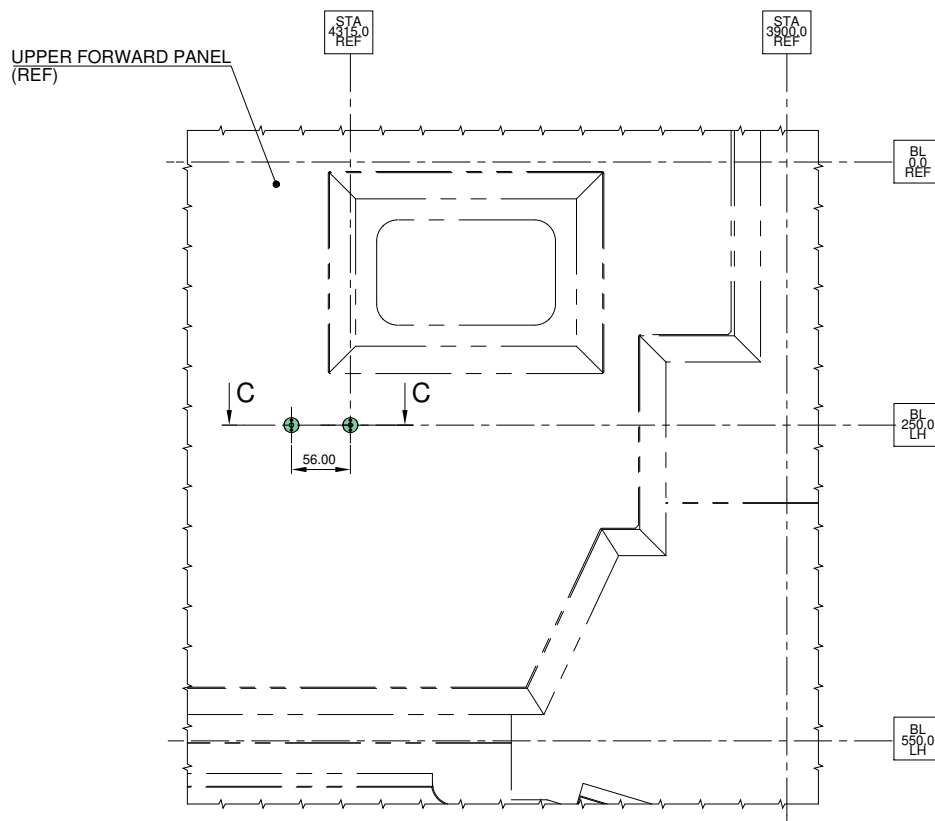 STA
4315.0
REF
STA
3900.0
REF
UPPER FORWARD PANEL
(REF)
BL
0.0
REF
C
C
BL
250.0
LH
56.00
BL
550.0
LH